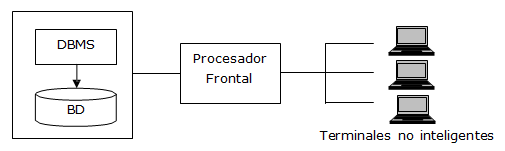 DBMS
BD
Procesador
Frontal
Terminales no inteligentes